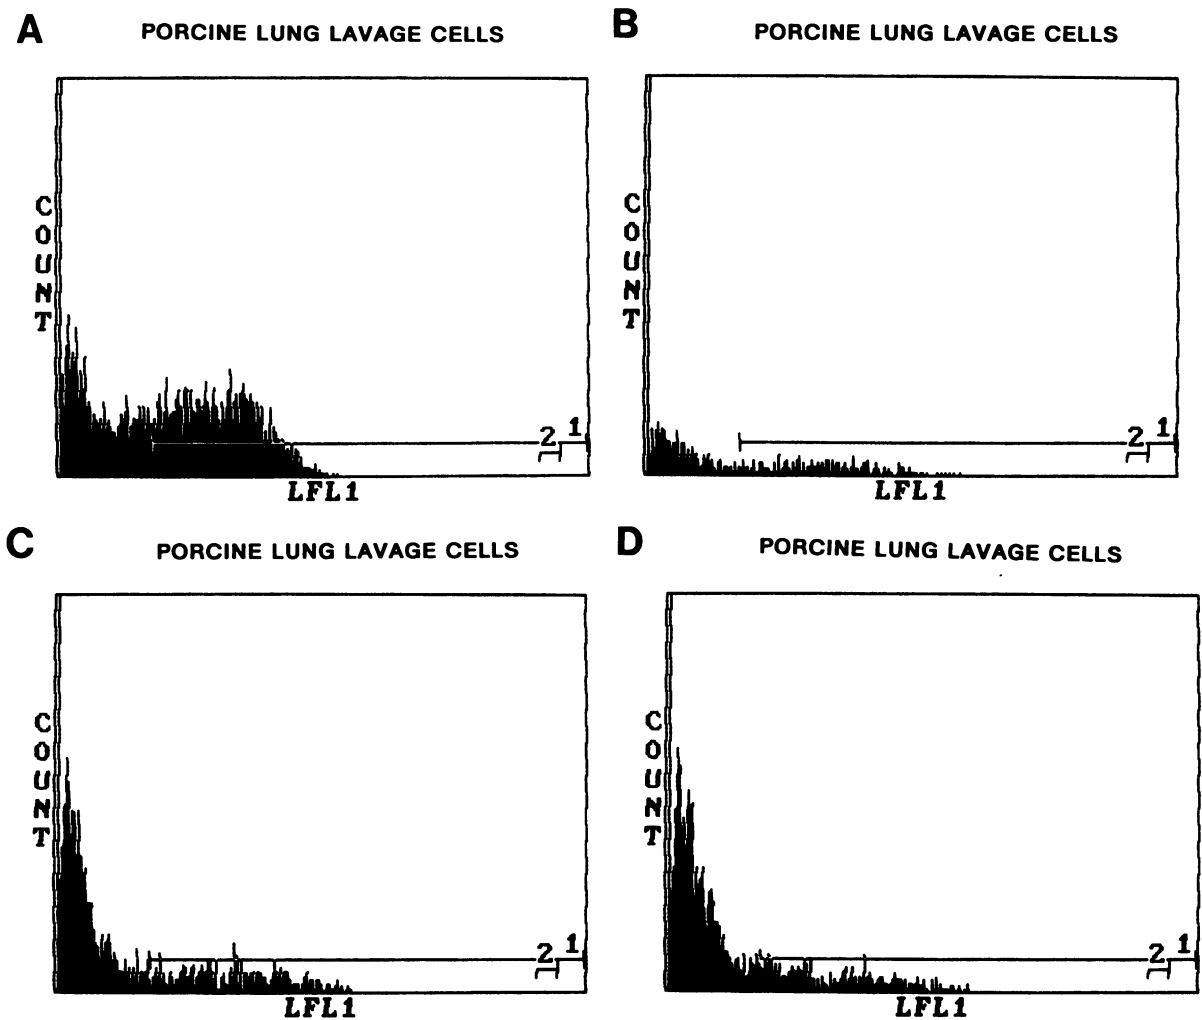 A
PORCINE LUNG LAVAGE CELLS
COUNT
2
1
LFL1
B
PORCINE LUNG LAVAGE CELLS
COUNT
2
1
LFL1
C
PORCINE LUNG LAVAGE CELLS
COUNT
2
1
LFL1
D
PORCINE LUNG LAVAGE CELLS
COUNT
2
1
LFL1